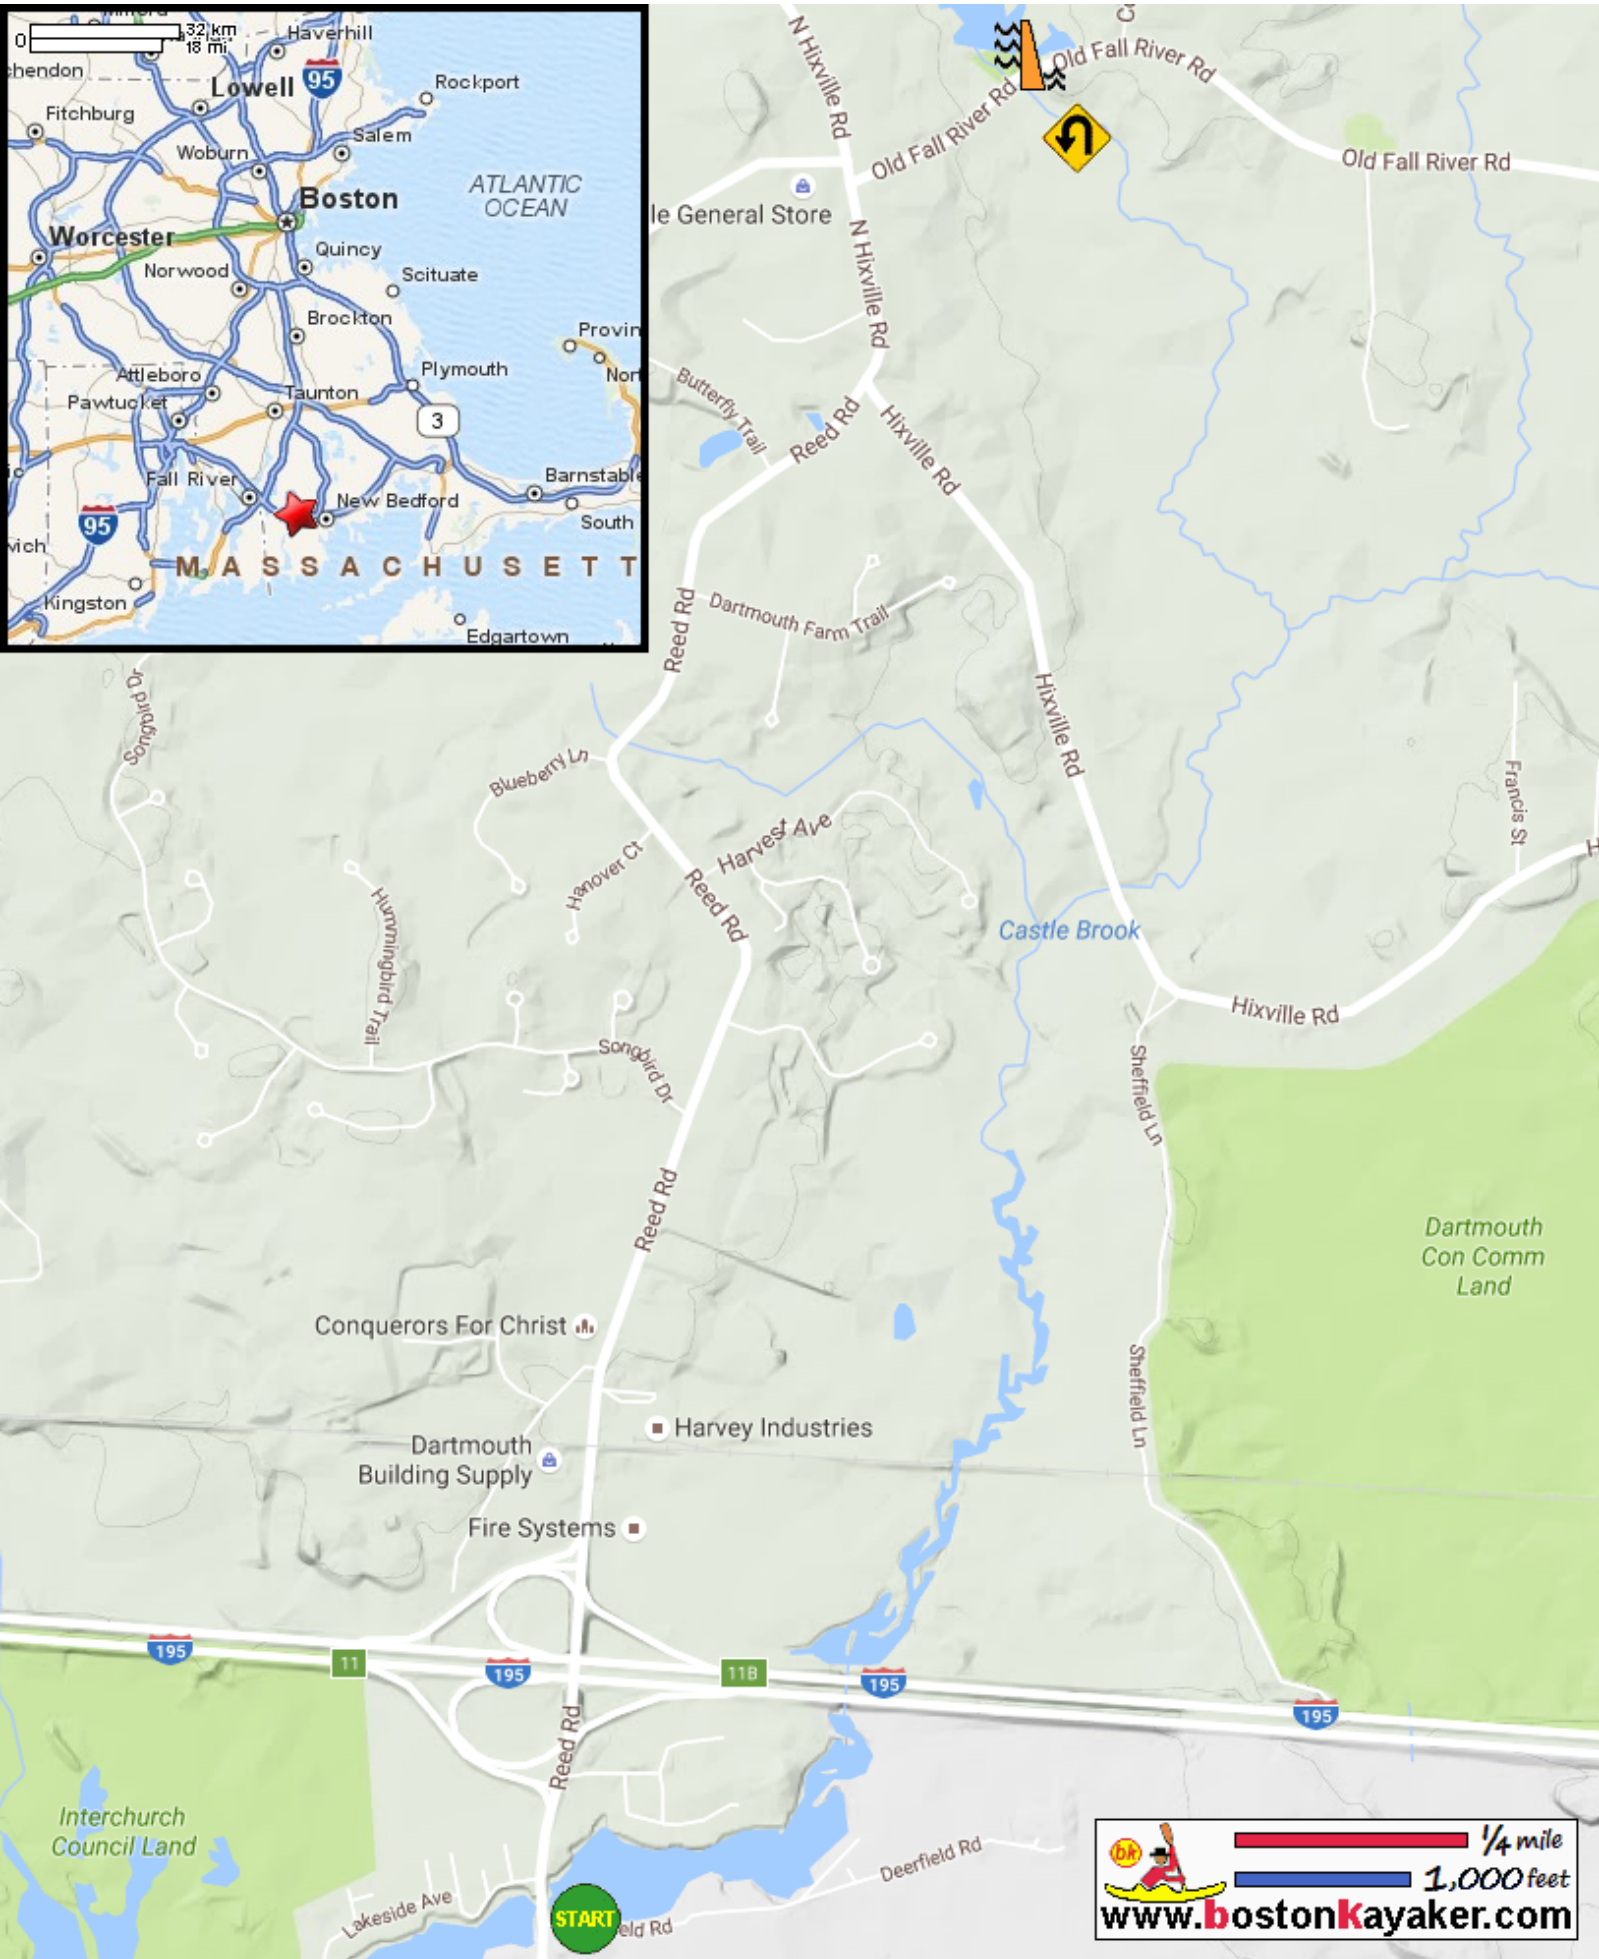 0
32 km
18 mi
Haverhill
chendon
Lowell
95
Rockport
Fitchburg
Salem
Woburn
Boston
ATLANTIC
OCEAN
Worcester
Quincy
Norwood
Scituate
Brockton
Provin
Attleboro
Plymouth
Nort
Pawtucket
Taunton
3
Fall River
Barnstable
New Bedford
95
South
wich
MASSACHUSETT
Kingston
Edgartown
N Hixville Rd
Old Fall River Rd
Old Fall River Rd
Old Fall River Rd
le General Store
N Hixville Rd
Butterfly Trail
Reed Rd
Hixville Rd
Reed Rd
Dartmouth Farm Trail
Songbird Dr
Hixville Rd
Blueberry Ln
Francis St
Harvest Ave
Hanover Ct
H
Reed Rd
Hummingbird Trail
Castle Brook
Hixville Rd
Songbird Dr
Sheffield Ln
Reed Rd
Dartmouth
Con Comm
Land
Conquerors For Christ
Sheffield Ln
Harvey Industries
Dartmouth
Building Supply
Fire Systems
195
11
195
11B
195
195
Reed Rd
Interchurch
Council Land
Deerfield Rd
Lakeside Ave
START
eld Rd
bk
1/4 mile
1,000 feet
www.bostonkayaker.com